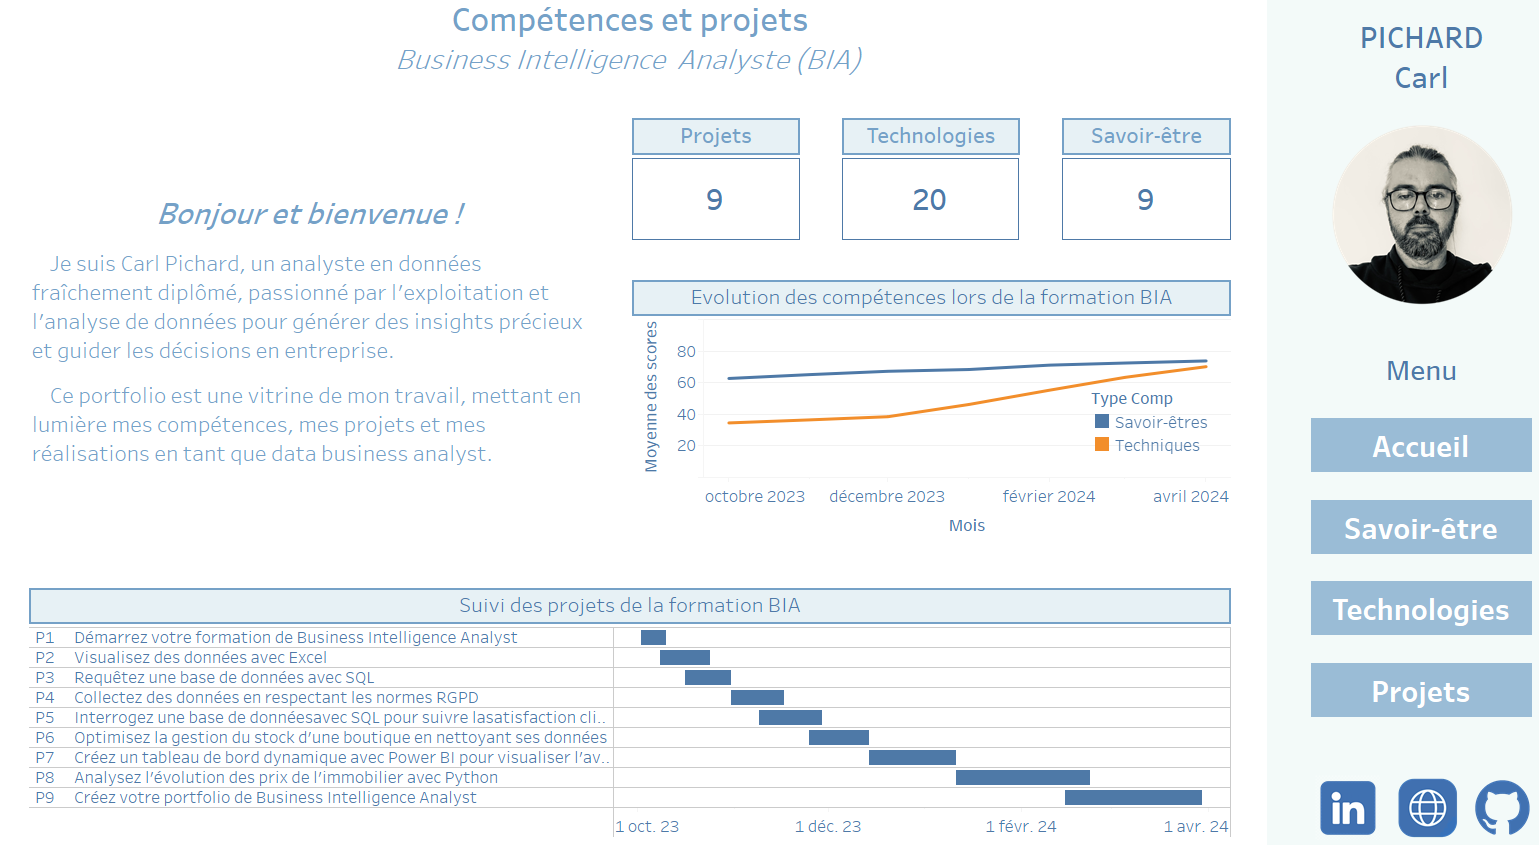 Compétences et projets
Business Intelligence Analyste (BIA)
Projets
Technologies
Savoir-être
9
20
9
Bonjour et bienvenue !
Je suis Carl Pichard, un analyste en données
fraîchement diplômé, passionné par l'exploitation et
l'analyse de données pour générer des insights précieux
et guider les décisions en entreprise.
Ce portfolio est une vitrine de mon travail, mettant en
lumière mes compétences, mes projets et mes
réalisations en tant que data business analyst.
Evolution des compétences lors de la formation BIA
Moyenne des scores
80
60
40
20
Type Comp
Savoir-êtres
Techniques
octobre 2023
décembre 2023
février 2024
avril 2024
Mois
Suivi des projets de la formation BIA
P1 Démarrez votre formation de Business Intelligence Analyst
P2 Visualisez des données avec Excel
P3 Requêtez une base de données avec SQL
P4 Collectez des données en respectant les normes RGPD
P5 Interrogez une base de donnéesavec SQL pour suivre lasatisfaction cli..
P6 Optimisez la gestion du stock d'une boutique en nettoyant ses données
P7 Créez un tableau de bord dynamique avec Power BI pour visualiser l'av..
P8 Analysez l'évolution des prix de l'immobilier avec Python
P9 Créez votre portfolio de Business Intelligence Analyst
1 oct. 23
1 déc. 23
1 févr. 24
1 avr. 24
PICHARD
Carl
Menu
Accueil
Savoir-être
Technologies
Projets
in